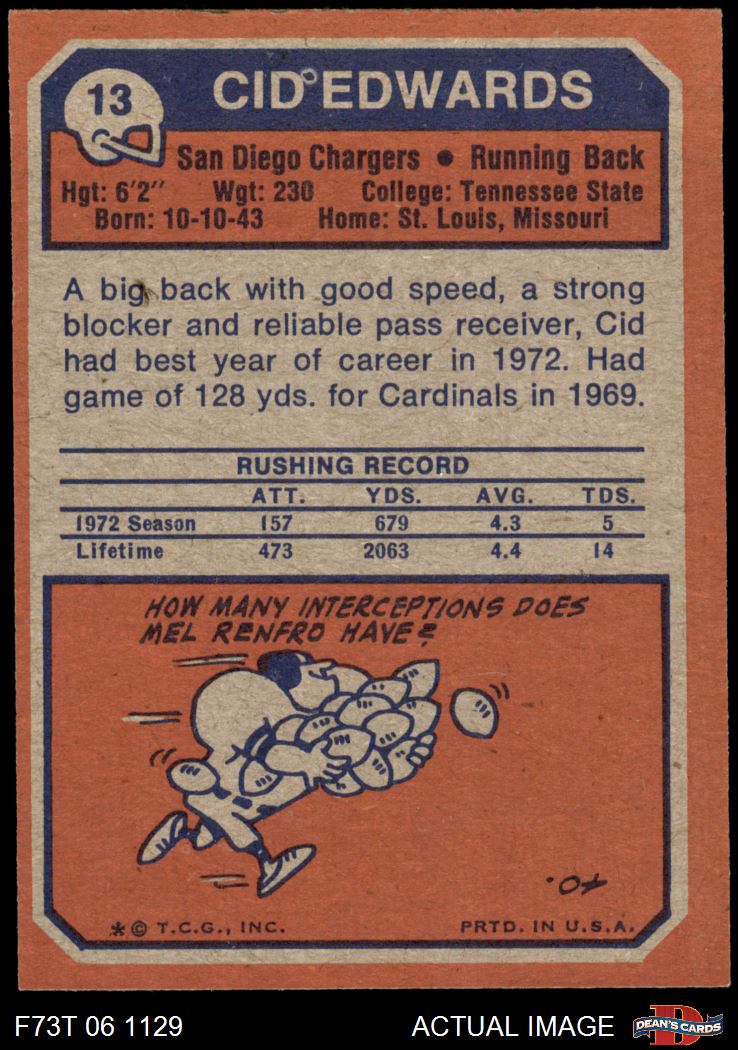 13
CID EDWARDS
San Diego Chargers • Running Back
Hgt: 6'2" Wgt: 230 College: Tennessee State
Born: 10-10-43 Home: St. Louis, Missouri
A big back with good speed, a strong
blocker and reliable pass receiver, Cid
had best year of career in 1972. Had
game of 128 yds. for Cardinals in 1969.
RUSHING RECORD
ATT. YDS. AVG. TDS.
1972 Season 157 679 4.3 5
Lifetime 473 2063 4.4 14
HOW MANY INTERCEPTIONS DOES
MEL RENFRO HAVE?
.04
* © T.C.G., INC. PRTD. IN U.S.A.
F73T 06 1129 ACTUAL IMAGE D DEAN'S CARDS